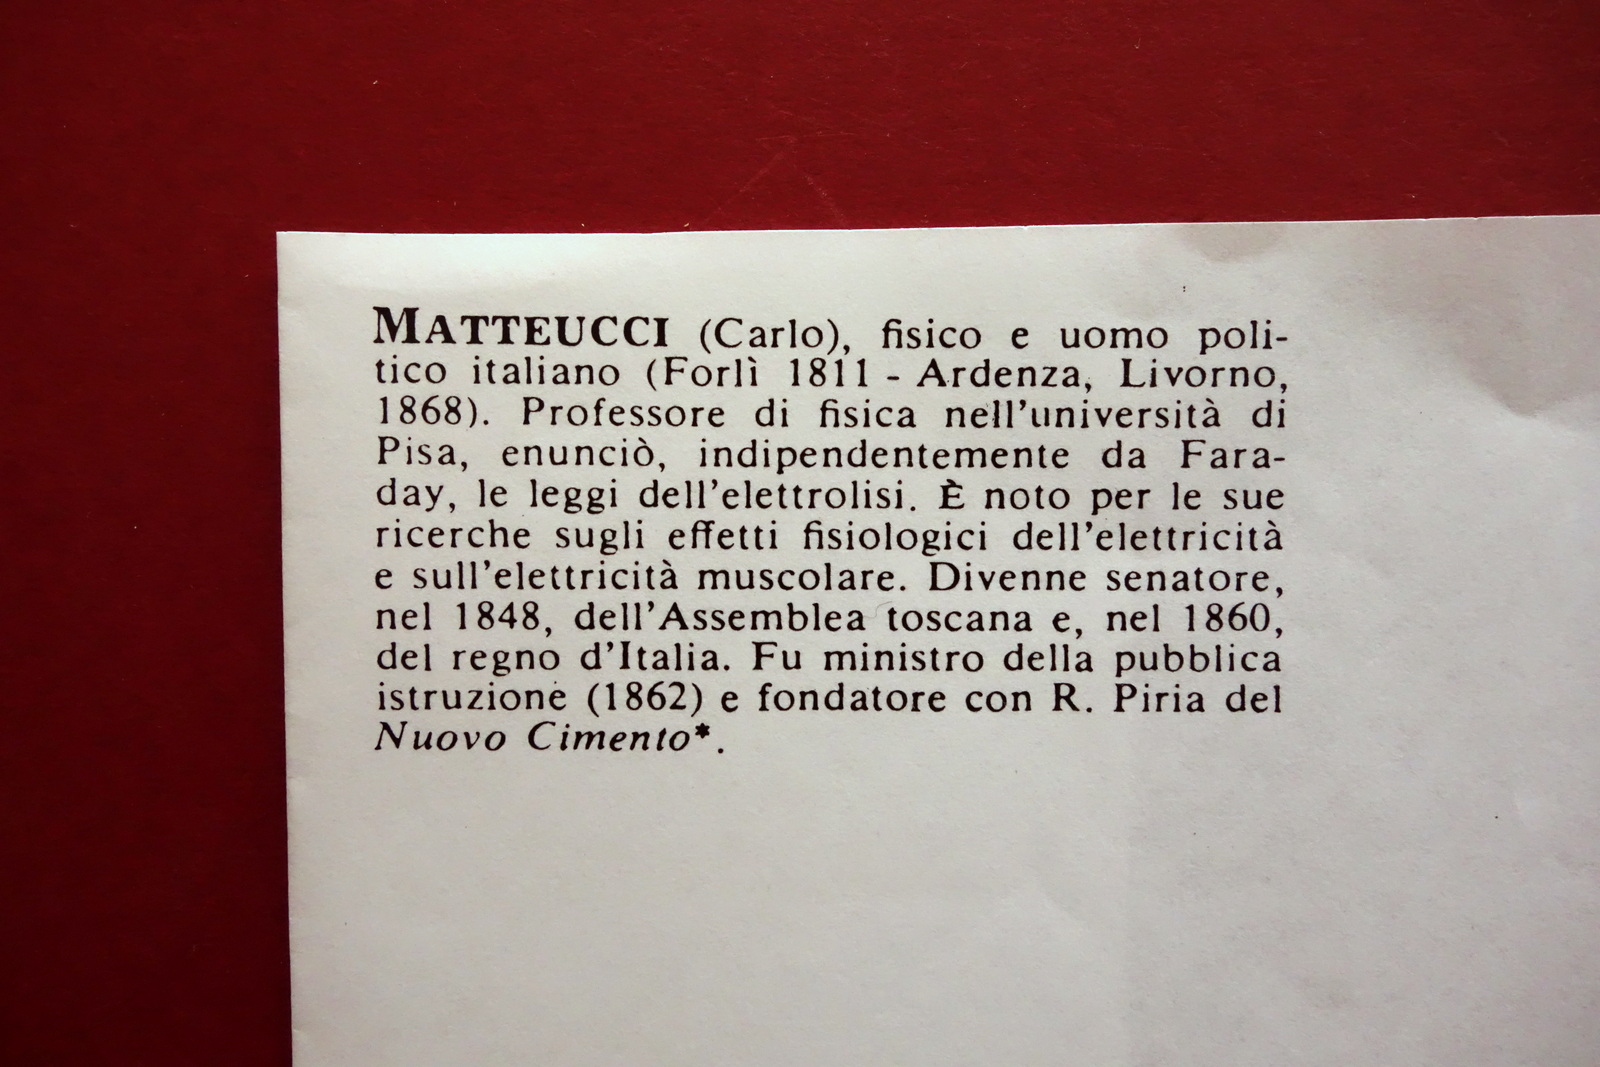 MATTEUCCI (Carlo), fisico e uomo poli-
tico italiano (Forlì 1811 - Ardenza, Livorno,
1868). Professore di fisica nell'università di
Pisa, enunciò, indipendentemente da Fara-
day, le leggi dell'elettrolisi. È noto per le sue
ricerche sugli effetti fisiologici dell'elettricità
e sull'elettricità muscolare. Divenne senatore,
nel 1848, dell'Assemblea toscana e, nel 1860,
del regno d'Italia. Fu ministro della pubblica
istruzione (1862) e fondatore con R. Piria del
Nuovo Cimento*.